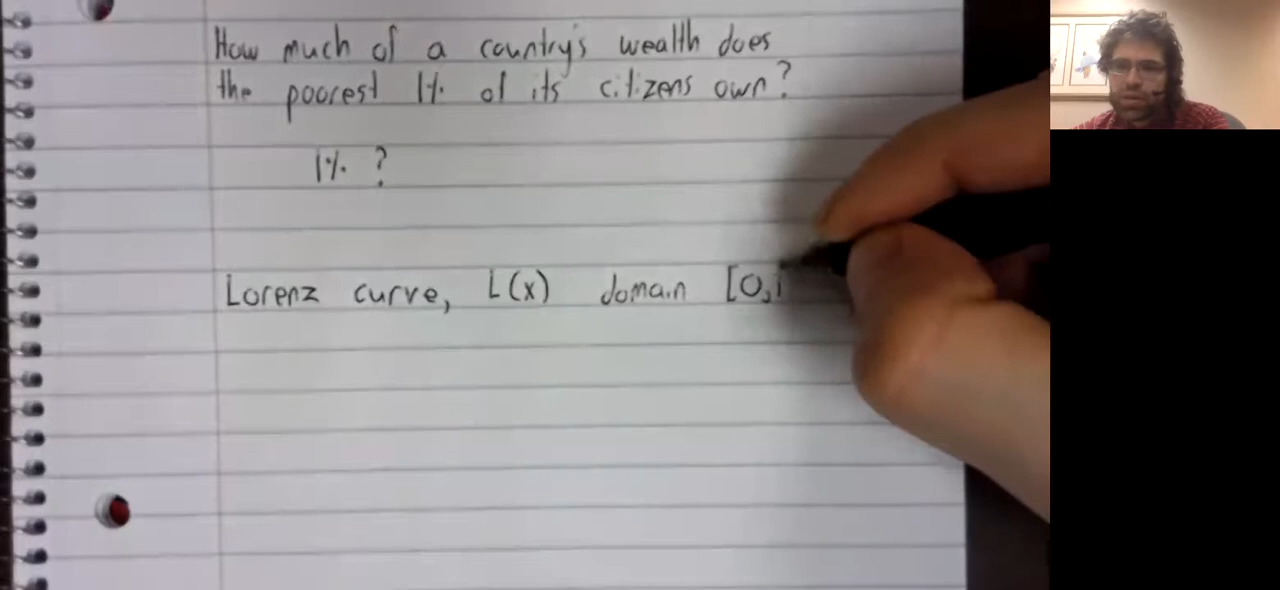 How much of a country's wealth does
the poorest 1% of its citizens own?
1% ?
Lorenz curve, L(x) domain [0,1